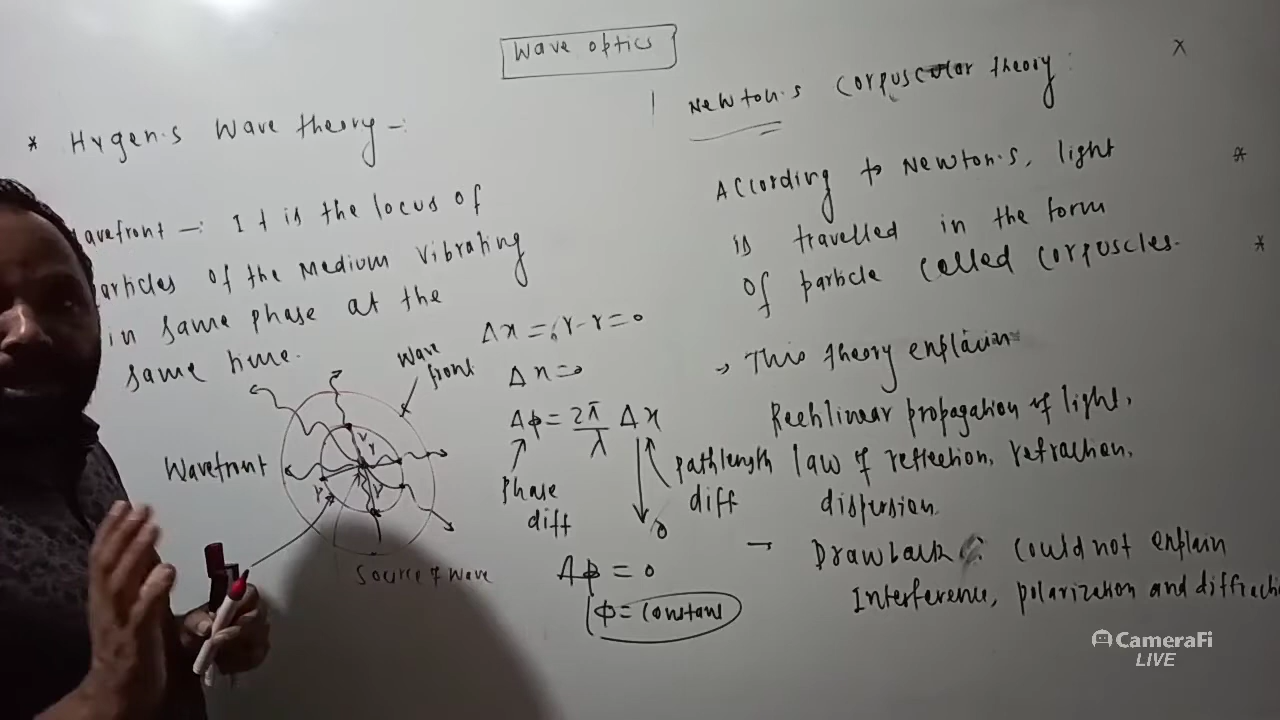 Wave optics
* Hygen's Wave theory -:
wavefront -: It is the locus of
particles of the Medium vibrating
in same phase at the
same time.
Wave
front
Wavefront
Source of wave
Δx = r-r=0
Δx=0
Δφ = 2π/λ Δx
Phase
diff
pathlength
diff
0
Δφ = 0
φ = constant
Newton's Corpuscular theory :
According to Newton's, light
is travelled in the form
of particle called corpuscles.
→ This theory explain
Rectilinear propagation of light,
law of reflection, refraction,
dispersion.
→ Drawback : Could not explain
Interference, polarization and diffracti
CameraFi
LIVE